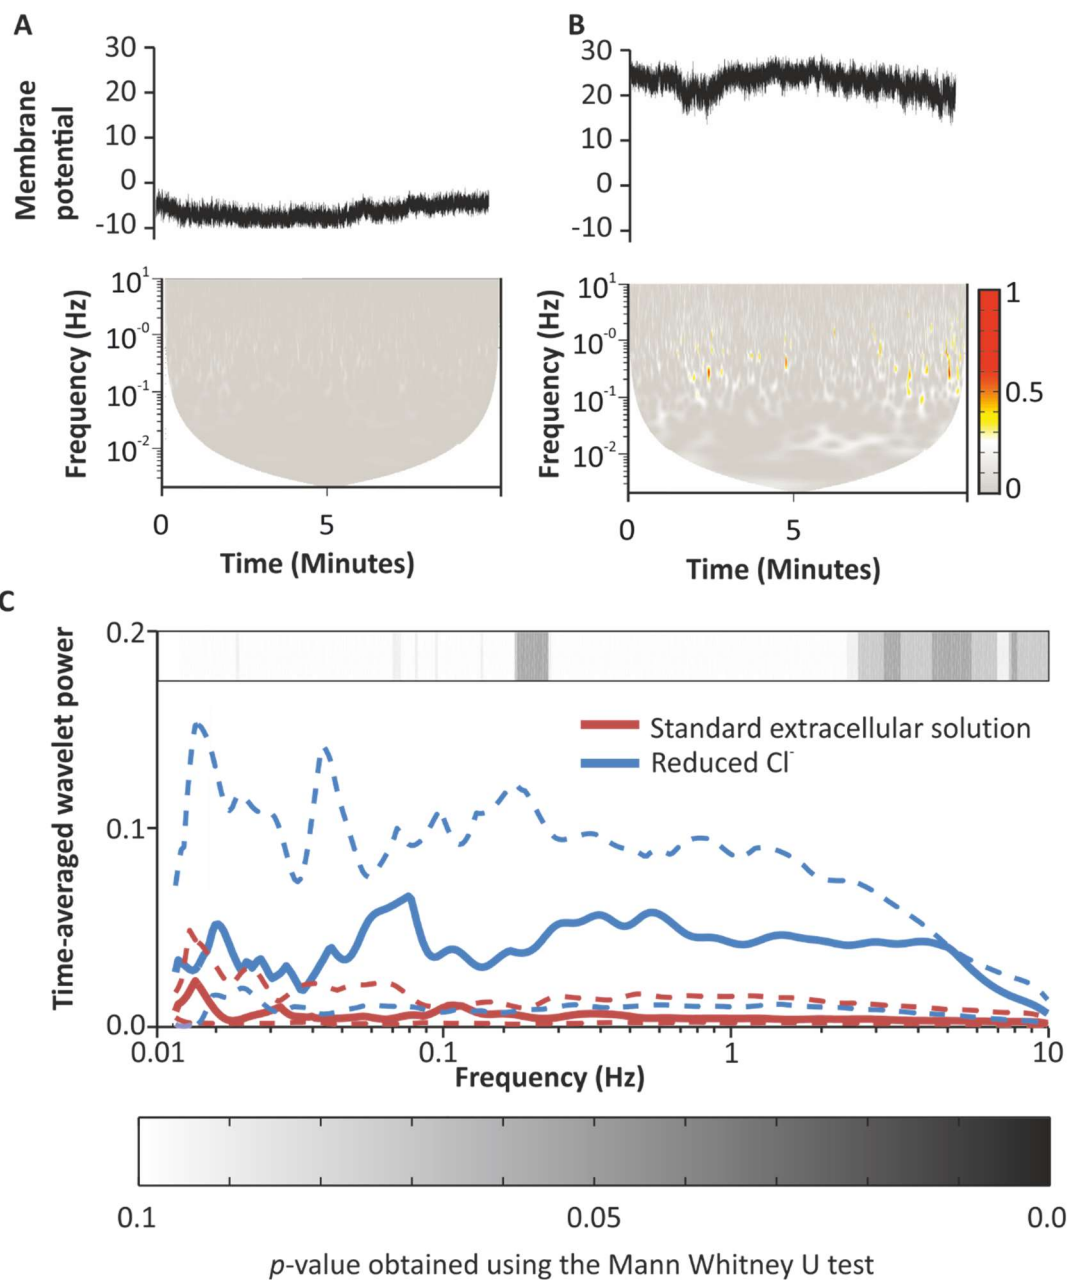 A
B
Membrane
potential
30
20
10
0
-10
30
20
10
0
-10
Frequency (Hz)
10¹
10⁻⁰
10⁻¹
10⁻²
0
5
Time (Minutes)
Frequency (Hz)
10¹
10⁻⁰
10⁻¹
10⁻²
0
5
Time (Minutes)
1
0.5
0
C
Time-averaged wavelet power
0.2
0.1
0.0
Standard extracellular solution
Reduced Cl⁻
0.01
0.1
1
10
Frequency (Hz)
0.1
0.05
0.0
p-value obtained using the Mann Whitney U test